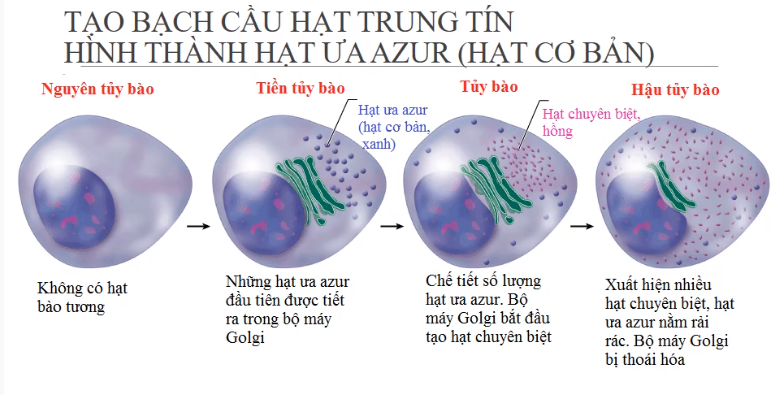 TẠO BẠCH CẦU HẠT TRUNG TÍN
HÌNH THÀNH HẠT ƯA AZUR (HẠT CƠ BẢN)
Nguyên tủy bào
Tiền tủy bào
Tủy bào
Hậu tủy bào
Hạt ưa azur
(hạt cơ bản,
xanh)
Hạt chuyên biệt,
hồng
Không có hạt
bào tương
Những hạt ưa azur
đầu tiên được tiết
ra trong bộ máy
Golgi
Chế tiết số lượng
hạt ưa azur. Bộ
máy Golgi bắt đầu
tạo hạt chuyên biệt
Xuất hiện nhiều
hạt chuyên biệt, hạt
ưa azur nằm rải
rác. Bộ máy Golgi
bị thoái hóa